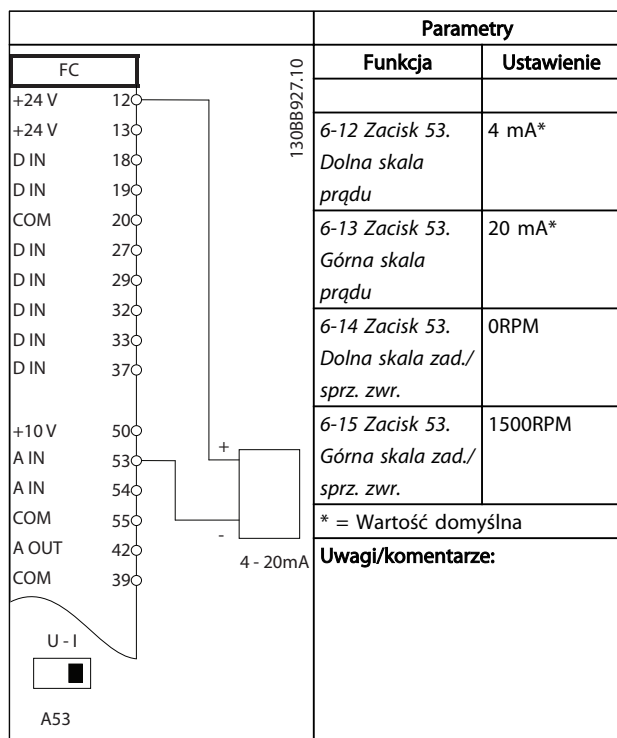 Parametry
FC
130BB927.10
Funkcja Ustawienie
+24 V 12
+24 V 13
D IN 18
D IN 19
COM 20
D IN 27
D IN 29
D IN 32
D IN 33
D IN 37
+10 V 50
A IN 53
A IN 54
COM 55
A OUT 42
COM 39
+
-
4 - 20mA
U - I
A53
6-12 Zacisk 53. 4 mA*
Dolna skala
prądu
6-13 Zacisk 53. 20 mA*
Górna skala
prądu
6-14 Zacisk 53. 0RPM
Dolna skala zad./
sprz. zwr.
6-15 Zacisk 53. 1500RPM
Górna skala zad./
sprz. zwr.
* = Wartość domyślna
Uwagi/komentarze: